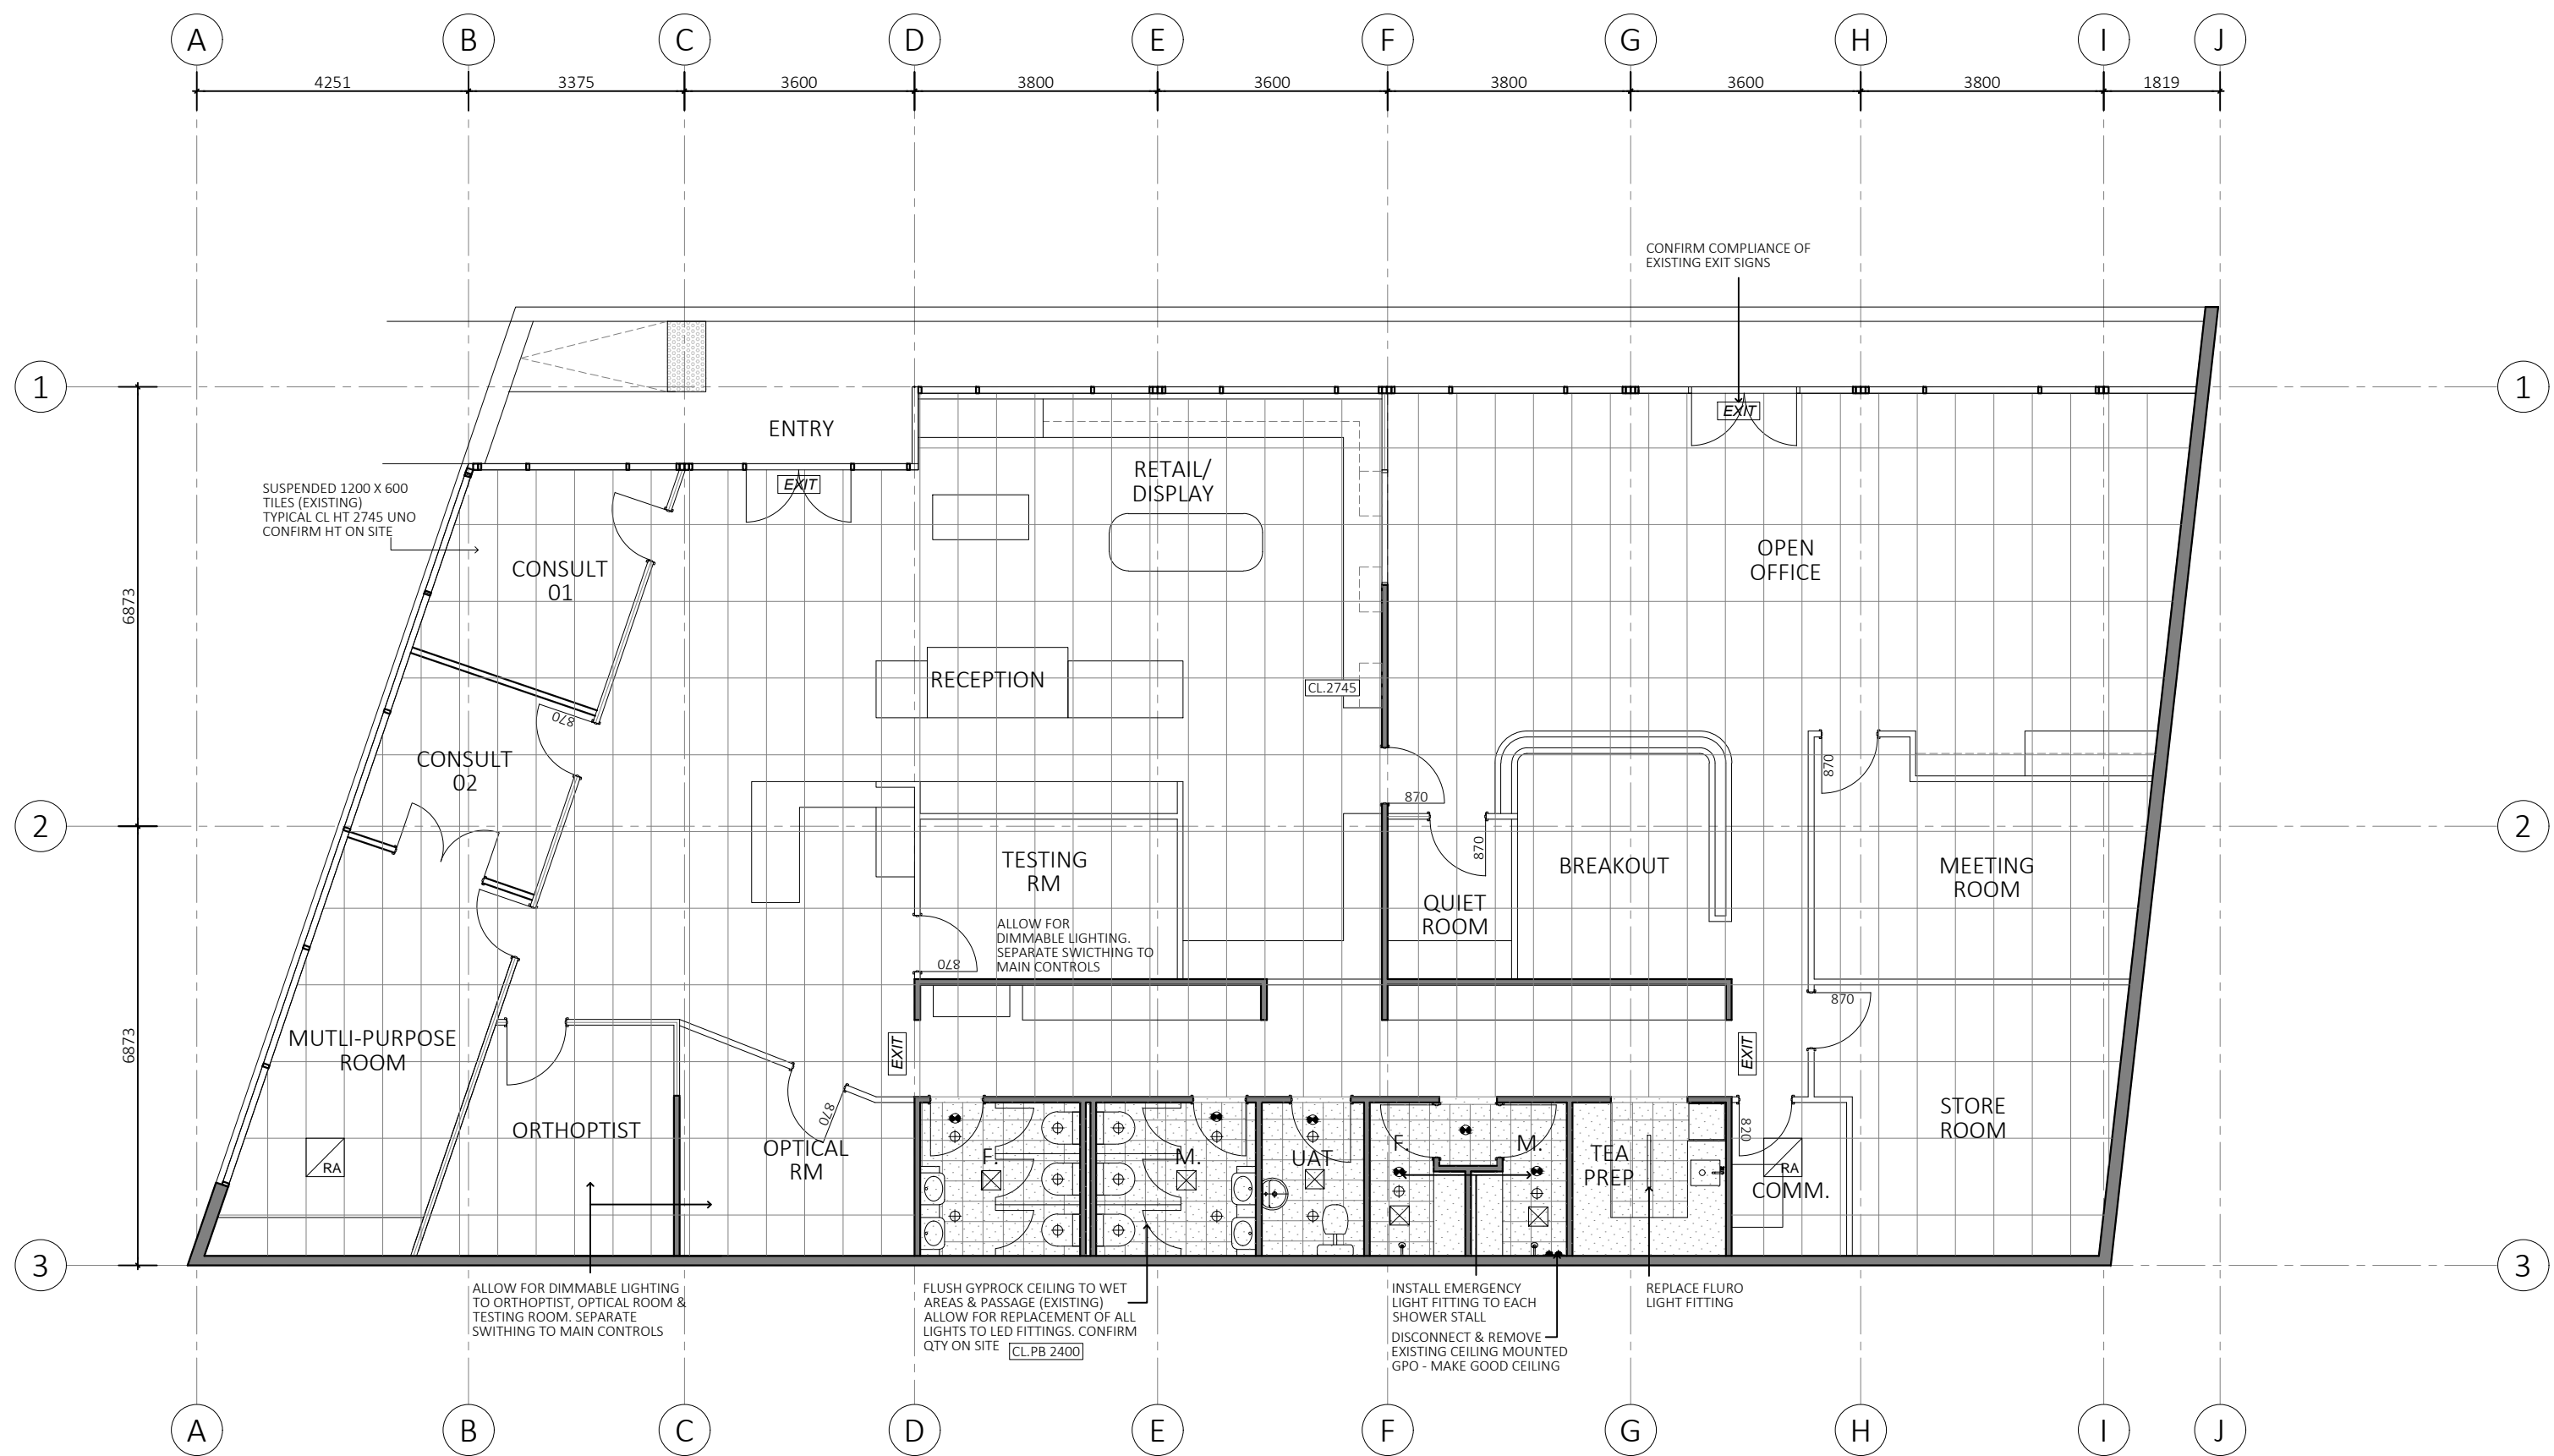 A B C D E F G H I J
4251 3375 3600 3800 3600 3800 3600 3800 1819
CONFIRM COMPLIANCE OF
EXISTING EXIT SIGNS
1 1
EXIT
ENTRY
RETAIL/
DISPLAY
EXIT
SUSPENDED 1200 X 600
TILES (EXISTING)
TYPICAL CL HT 2745 UNO
CONFIRM HT ON SITE
OPEN
OFFICE
CONSULT
01
6873
RECEPTION
CL.2745
870
CONSULT
02
870
870
2 2
870
TESTING
RM
BREAKOUT
MEETING
ROOM
QUIET
ROOM
ALLOW FOR
DIMMABLE LIGHTING.
SEPARATE SWICTHING TO
MAIN CONTROLS
870
870
MUTLI-PURPOSE
ROOM
6873
EXIT
EXIT
870
820
ORTHOPTIST
OPTICAL
RM
F.
M.
UAT
F.
M.
TEA
PREP
STORE
ROOM
RA
RA
COMM.
3 3
ALLOW FOR DIMMABLE LIGHTING
TO ORTHOPTIST, OPTICAL ROOM &
TESTING ROOM. SEPARATE
SWITHING TO MAIN CONTROLS
FLUSH GYPROCK CEILING TO WET
AREAS & PASSAGE (EXISTING)
ALLOW FOR REPLACEMENT OF ALL
LIGHTS TO LED FITTINGS. CONFIRM
QTY ON SITE
CL.PB 2400
INSTALL EMERGENCY
LIGHT FITTING TO EACH
SHOWER STALL
DISCONNECT & REMOVE
EXISTING CEILING MOUNTED
GPO - MAKE GOOD CEILING
REPLACE FLURO
LIGHT FITTING
A B C D E F G H I J